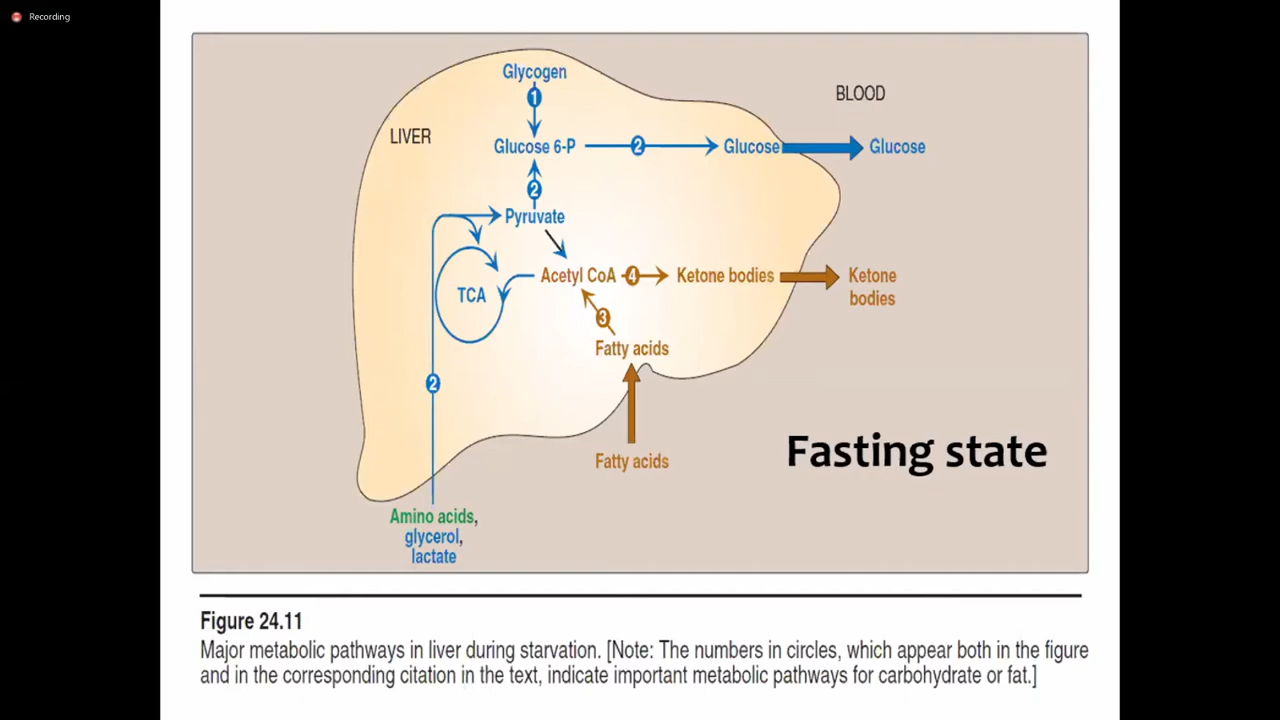 Recording
Glycogen
1
BLOOD
LIVER
Glucose 6-P
2
Glucose
Glucose
2
Pyruvate
Acetyl CoA
4
Ketone bodies
Ketone
bodies
TCA
3
Fatty acids
2
Fatty acids
Fasting state
Amino acids,
glycerol,
lactate
Figure 24.11
Major metabolic pathways in liver during starvation. [Note: The numbers in circles, which appear both in the figure
and in the corresponding citation in the text, indicate important metabolic pathways for carbohydrate or fat.]